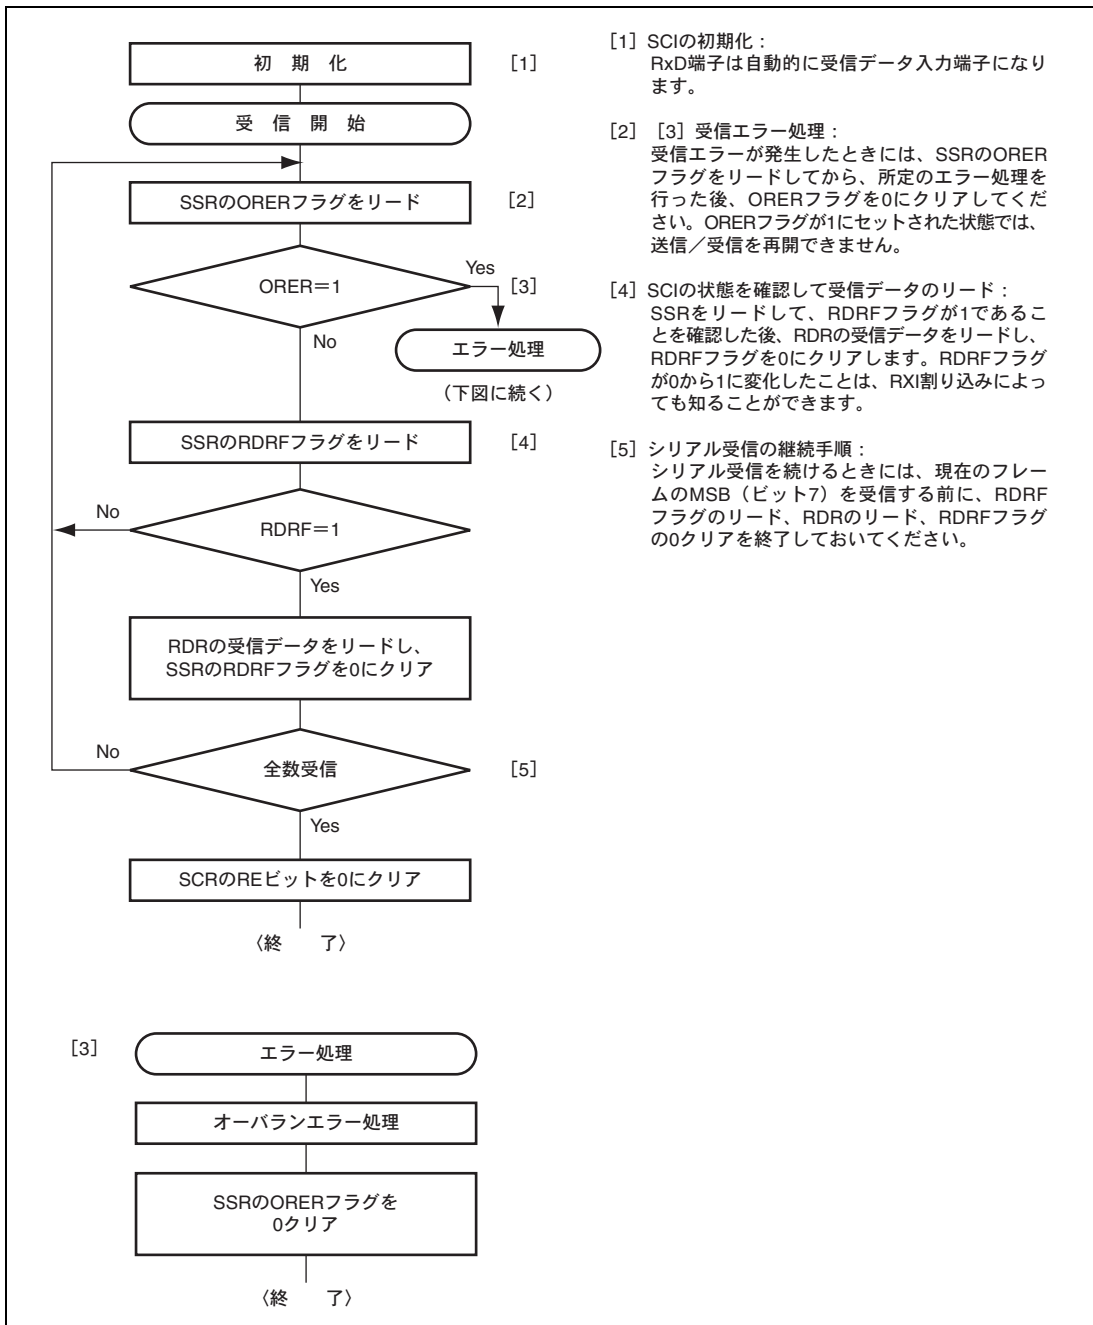 初 期 化 [1]
受 信 開 始
SSRのORERフラグをリード [2]
ORER＝1 Yes [3]
No
エラー処理
（下図に続く）
SSRのRDRFフラグをリード [4]
No
RDRF＝1
Yes
RDRの受信データをリードし、
SSRのRDRFフラグを0にクリア
No
全数受信 [5]
Yes
SCRのREビットを0にクリア
〈終 了〉
[3] エラー処理
オーバランエラー処理
SSRのORERフラグを
0クリア
〈終 了〉
[1] SCIの初期化：
RxD端子は自動的に受信データ入力端子になり
ます。
[2] [3] 受信エラー処理：
受信エラーが発生したときには、SSRのORER
フラグをリードしてから、所定のエラー処理を
行った後、ORERフラグを0にクリアしてくだ
さい。ORERフラグが1にセットされた状態では、
送信／受信を再開できません。
[4] SCIの状態を確認して受信データのリード：
SSRをリードして、RDRFフラグが1であるこ
とを確認した後、RDRの受信データをリードし、
RDRFフラグを0にクリアします。RDRFフラグ
が0から1に変化したことは、RXI割り込みによっ
ても知ることができます。
[5] シリアル受信の継続手順：
シリアル受信を続けるときには、現在のフレー
ムのMSB（ビット7）を受信する前に、RDRF
フラグのリード、RDRのリード、RDRFフラグ
の0クリアを終了しておいてください。